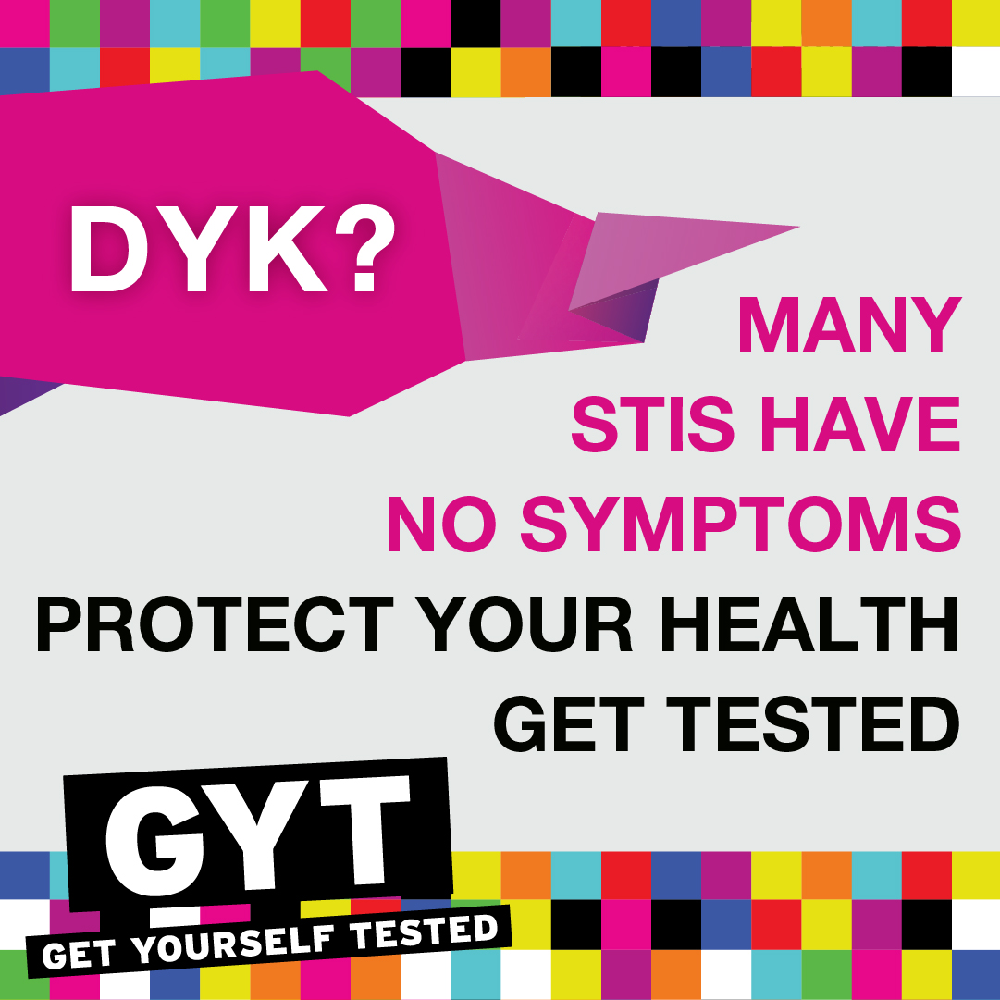 DYK?
MANY
STIS HAVE
NO SYMPTOMS
PROTECT YOUR HEALTH
GET TESTED
GYT
GET YOURSELF TESTED